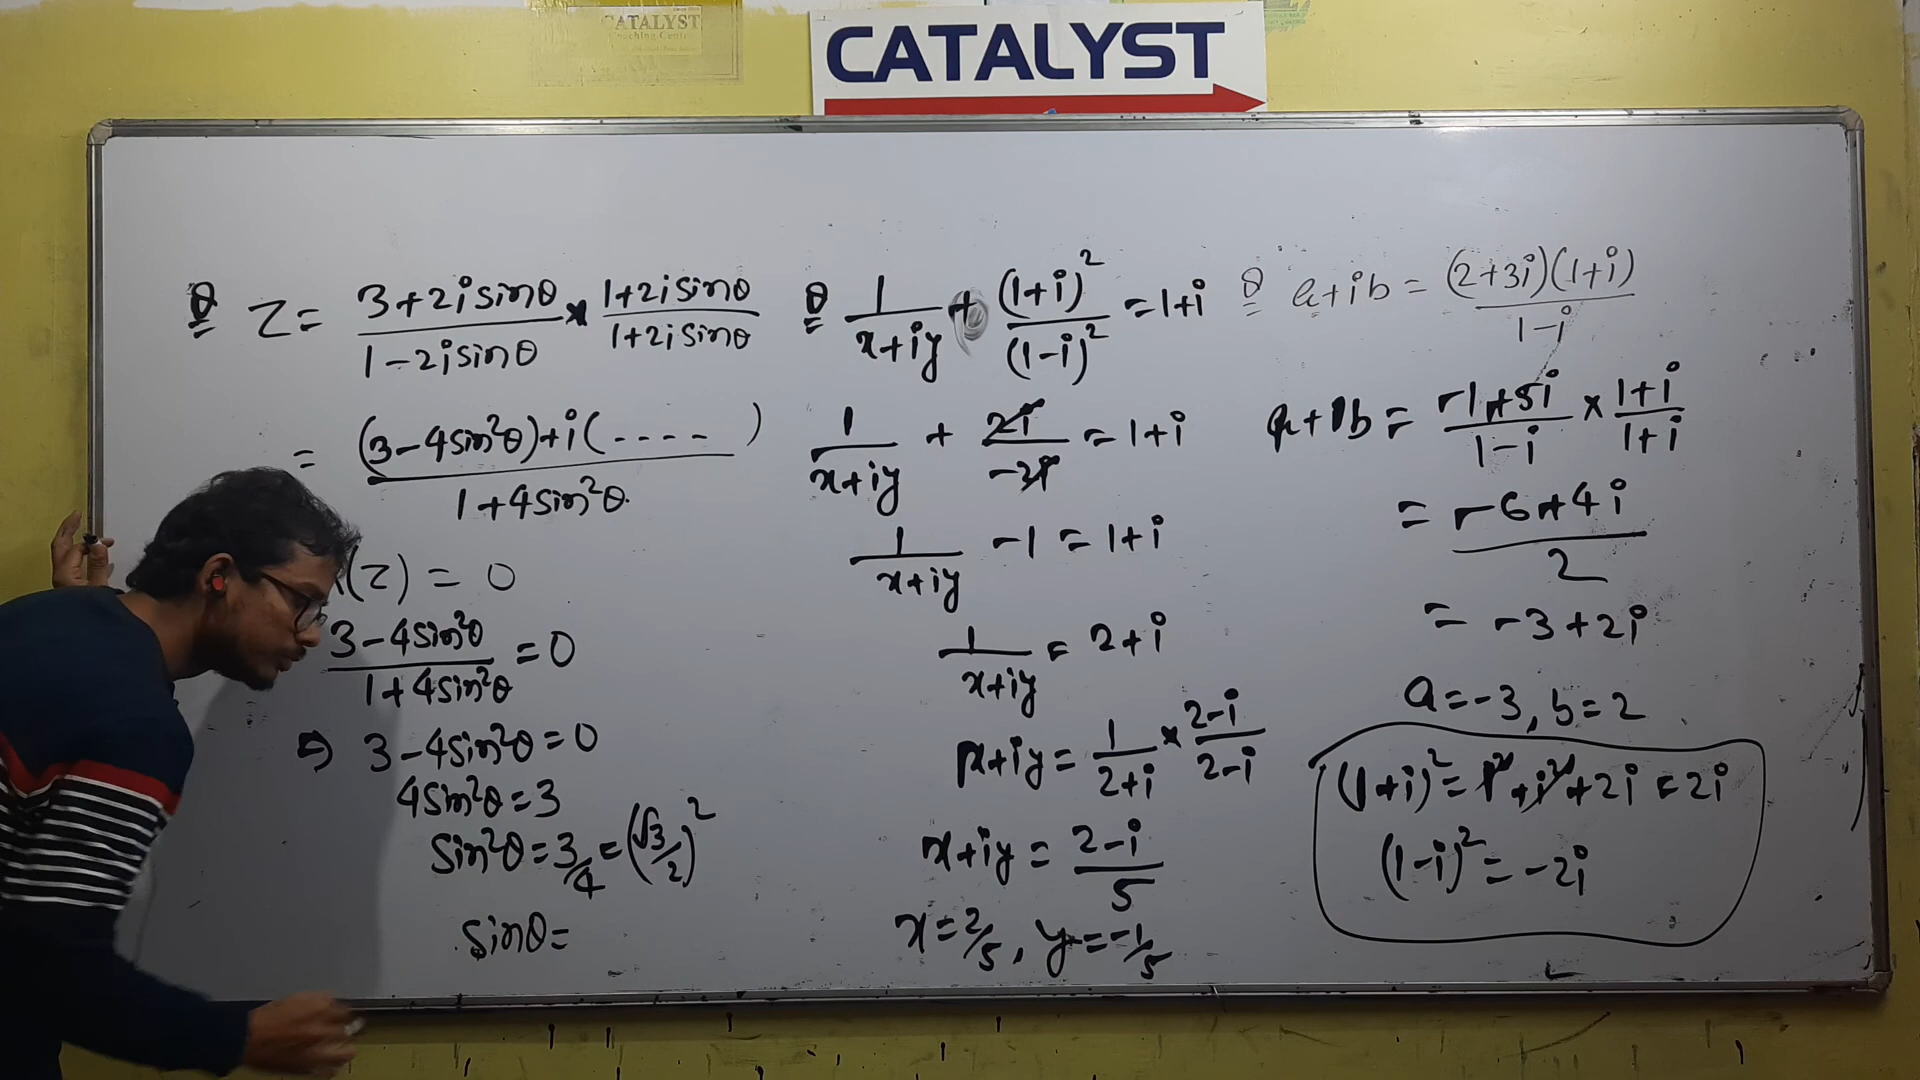 CATALYST
Coaching Centre
CATALYST
Q Z = (3+2i sinθ)/(1-2i sinθ) × (1+2i sinθ)/(1+2i sinθ)
= ((3-4sin²θ)+i(----))/(1+4sin²θ)
(z) = 0
(3-4sin²θ)/(1+4sin²θ) = 0
⇒ 3-4sin²θ=0
4sin²θ=3
sin²θ=3/4=(√3/2)²
sinθ=
Q 1/(x+iy) + (1+i)²/(1-i)² = 1+i
1/(x+iy) + 2i/-2i = 1+i
1/(x+iy) -1 = 1+i
1/(x+iy) = 2+i
x+iy = 1/(2+i) × (2-i)/(2-i)
x+iy = (2-i)/5
x=2/5, y=-1/5
Q a+ib = (2+3i)(1+i)/(1-i)
a+ib = (-1+5i)/(1-i) × (1+i)/(1+i)
= (-6+4i)/2
= -3+2i
a=-3, b=2
(1+i)² = 1²+i²+2i = 2i
(1-i)² = -2i